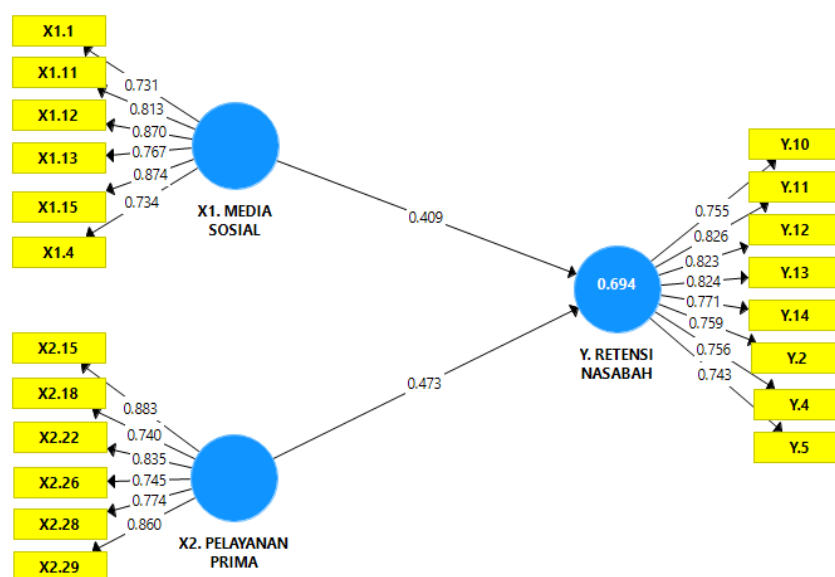 X1.1
X1.11
X1.12
X1.13
X1.15
X1.4
0.731
0.813
0.870
0.767
0.874
0.734
X1. MEDIA
SOSIAL
0.409
X2.15
X2.18
X2.22
X2.26
X2.28
X2.29
0.883
0.740
0.835
0.745
0.774
0.860
X2. PELAYANAN
PRIMA
0.473
0.694
Y. RETENSI
NASABAH
0.755
0.826
0.823
0.824
0.771
0.759
0.756
0.743
Y.10
Y.11
Y.12
Y.13
Y.14
Y.2
Y.4
Y.5